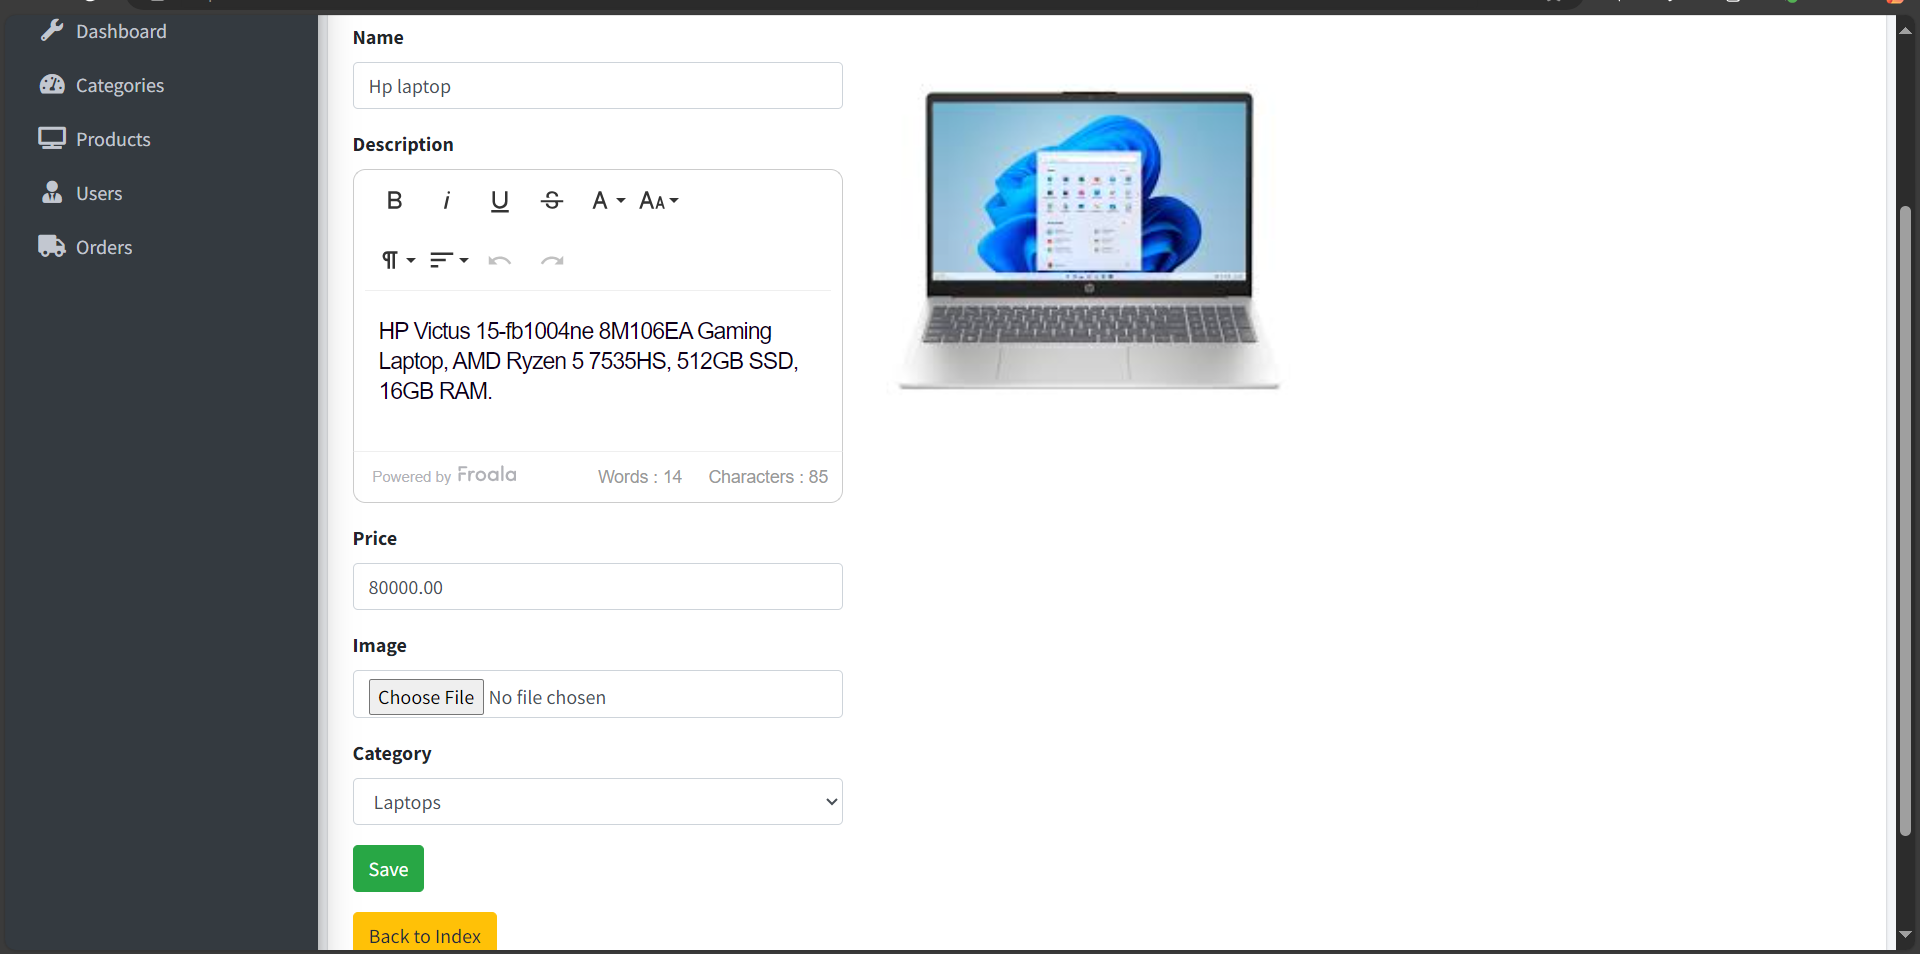 Dashboard
Categories
Products
Users
Orders
Name
Hp laptop
Description
B i U S A AA
HP Victus 15-fb1004ne 8M106EA Gaming
Laptop, AMD Ryzen 5 7535HS, 512GB SSD,
16GB RAM.
Powered by Froala Words : 14 Characters : 85
Price
80000.00
Image
Choose File No file chosen
Category
Laptops
Save
Back to Index
hp